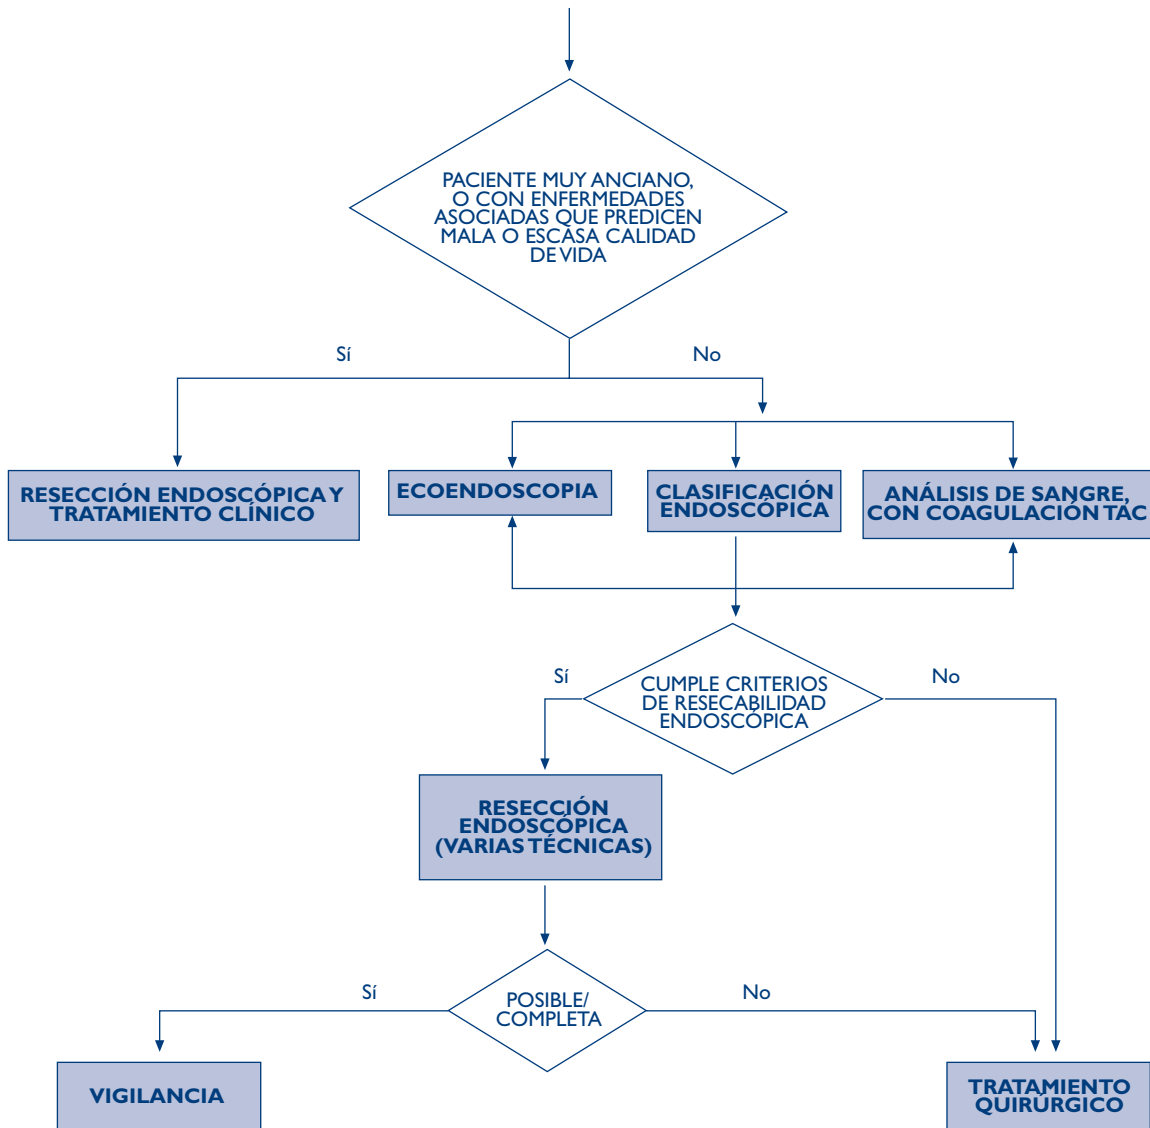 PACIENTE MUY ANCIANO,
O CON ENFERMEDADES
ASOCIADAS QUE PREDICEN
MALA O ESCASA CALIDAD
DE VIDA
Sí
No
RESECCIÓN ENDOSCÓPICA Y
TRATAMIENTO CLÍNICO
ECOENDOSCOPIA
CLASIFICACIÓN
ENDOSCÓPICA
ANÁLISIS DE SANGRE,
CON COAGULACIÓN TAC
Sí
No
CUMPLE CRITERIOS
DE RESECABILIDAD
ENDOSCÓPICA
RESECCIÓN
ENDOSCÓPICA
(VARIAS TÉCNICAS)
Sí
No
POSIBLE/
COMPLETA
VIGILANCIA
TRATAMIENTO
QUIRÚRGICO